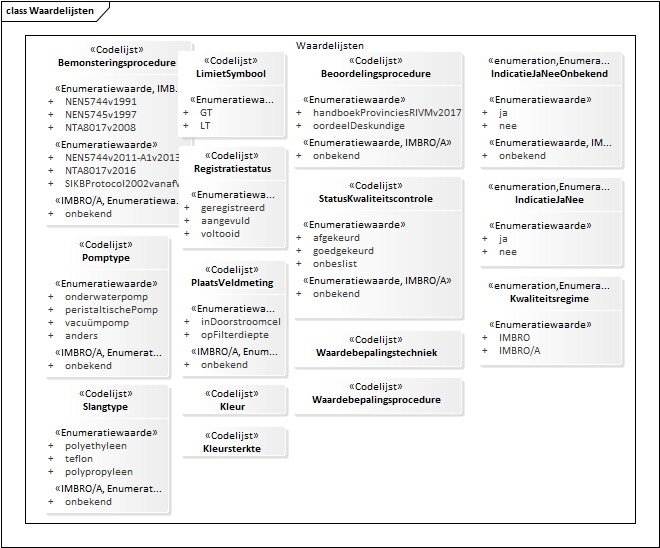 class Waardelijsten
Waardelijsten
«Codelijst»
Bemonsteringsprocedure
«Enumeratiewaarde, IMB...
+ NEN5744v1991
+ NEN5745v1997
+ NTA8017v2008
«Enumeratiewaarde»
+ NEN5744v2011-A1v2013
+ NTA8017v2016
+ SIKBProtocol2002vanafV
«IMBRO/A, Enumeratiewa...
+ onbekend
«Codelijst»
Pomptype
«Enumeratiewaarde»
+ onderwaterpomp
+ peristaltischePomp
+ vacuümpomp
+ anders
«IMBRO/A, Enumerat...
+ onbekend
«Codelijst»
Slangtype
«Enumeratiewaarde»
+ polyethyleen
+ teflon
+ polypropyleen
«IMBRO/A, Enumerat...
+ onbekend
«Codelijst»
LimietSymbool
«Enumeratiewa...
+ GT
+ LT
«Codelijst»
Registratiestatus
«Enumeratiewa...
+ geregistreerd
+ aangevuld
+ voltooid
«Codelijst»
PlaatsVeldmeting
«Enumeratiewa...
+ inDoorstroomcel
+ opFilterdiepte
«IMBRO/A, Enum...
+ onbekend
«Codelijst»
Kleur
«Codelijst»
Kleursterkte
«Codelijst»
Beoordelingsprocedure
«Enumeratiewaarde»
+ handboekProvinciesRIVMv2017
+ oordeelDeskundige
«Enumeratiewaarde, IMBRO/A»
+ onbekend
«Codelijst»
StatusKwaliteitscontrole
«Enumeratiewaarde»
+ afgekeurd
+ goedgekeurd
+ onbeslist
«Enumeratiewaarde, IMBRO/A»
+ onbekend
«Codelijst»
Waardebepalingstechniek
«Codelijst»
Waardebepalingsprocedure
«enumeration,Enumera...
IndicatieJaNeeOnbekend
«Enumeratiewaarde»
+ ja
+ nee
«Enumeratiewaarde, IM...
+ onbekend
«enumeration,Enumera...
IndicatieJaNee
«Enumeratiewaarde»
+ ja
+ nee
«enumeration,Enumera...
Kwaliteitsregime
«Enumeratiewaarde»
+ IMBRO
+ IMBRO/A